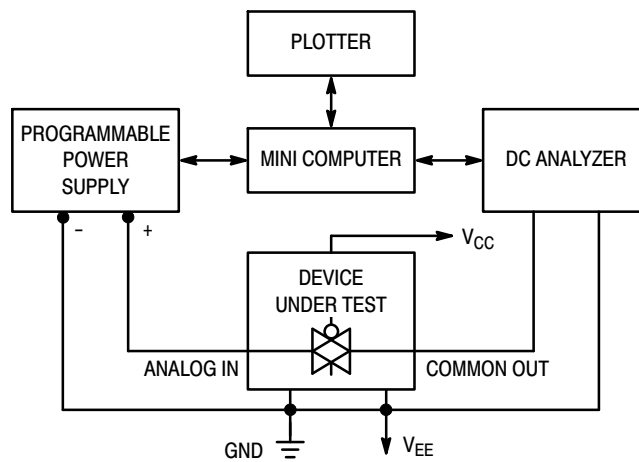 PLOTTER
PROGRAMMABLE
POWER
SUPPLY
MINI COMPUTER
DC ANALYZER
– +
VCC
DEVICE
UNDER TEST
ANALOG IN
COMMON OUT
GND
VEE